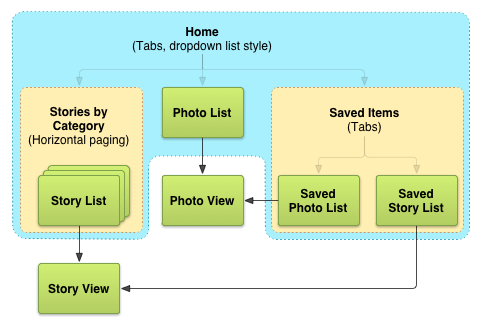 Home
(Tabs, dropdown list style)
Stories by
Category
(Horizontal paging)
Photo List
Saved Items
(Tabs)
Story List
Photo View
Saved
Photo List
Saved
Story List
Story View